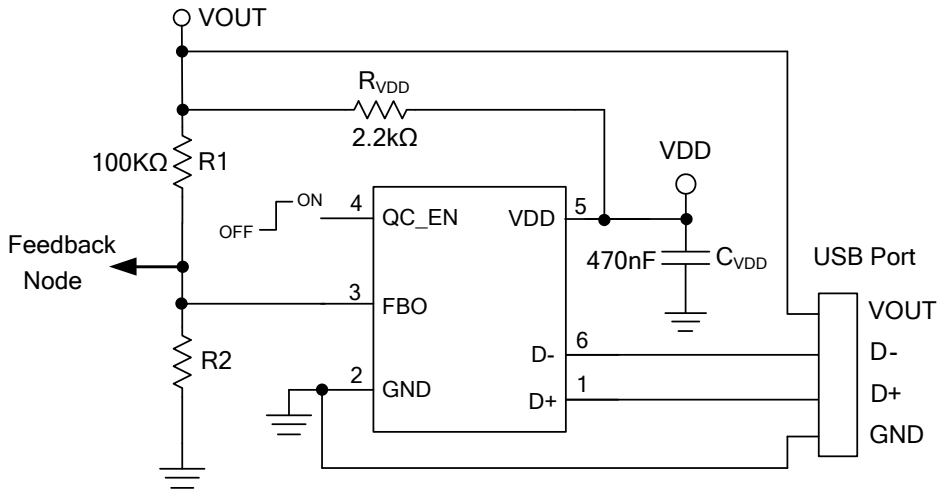 VOUT
RVDD
2.2kΩ
100KΩ R1
VDD
4
ON
OFF
QC_EN
VDD
5
Feedback
Node
470nF CVDD
USB Port
3
FBO
VOUT
R2
D-
6
D-
2
GND
D+
1
D+
GND